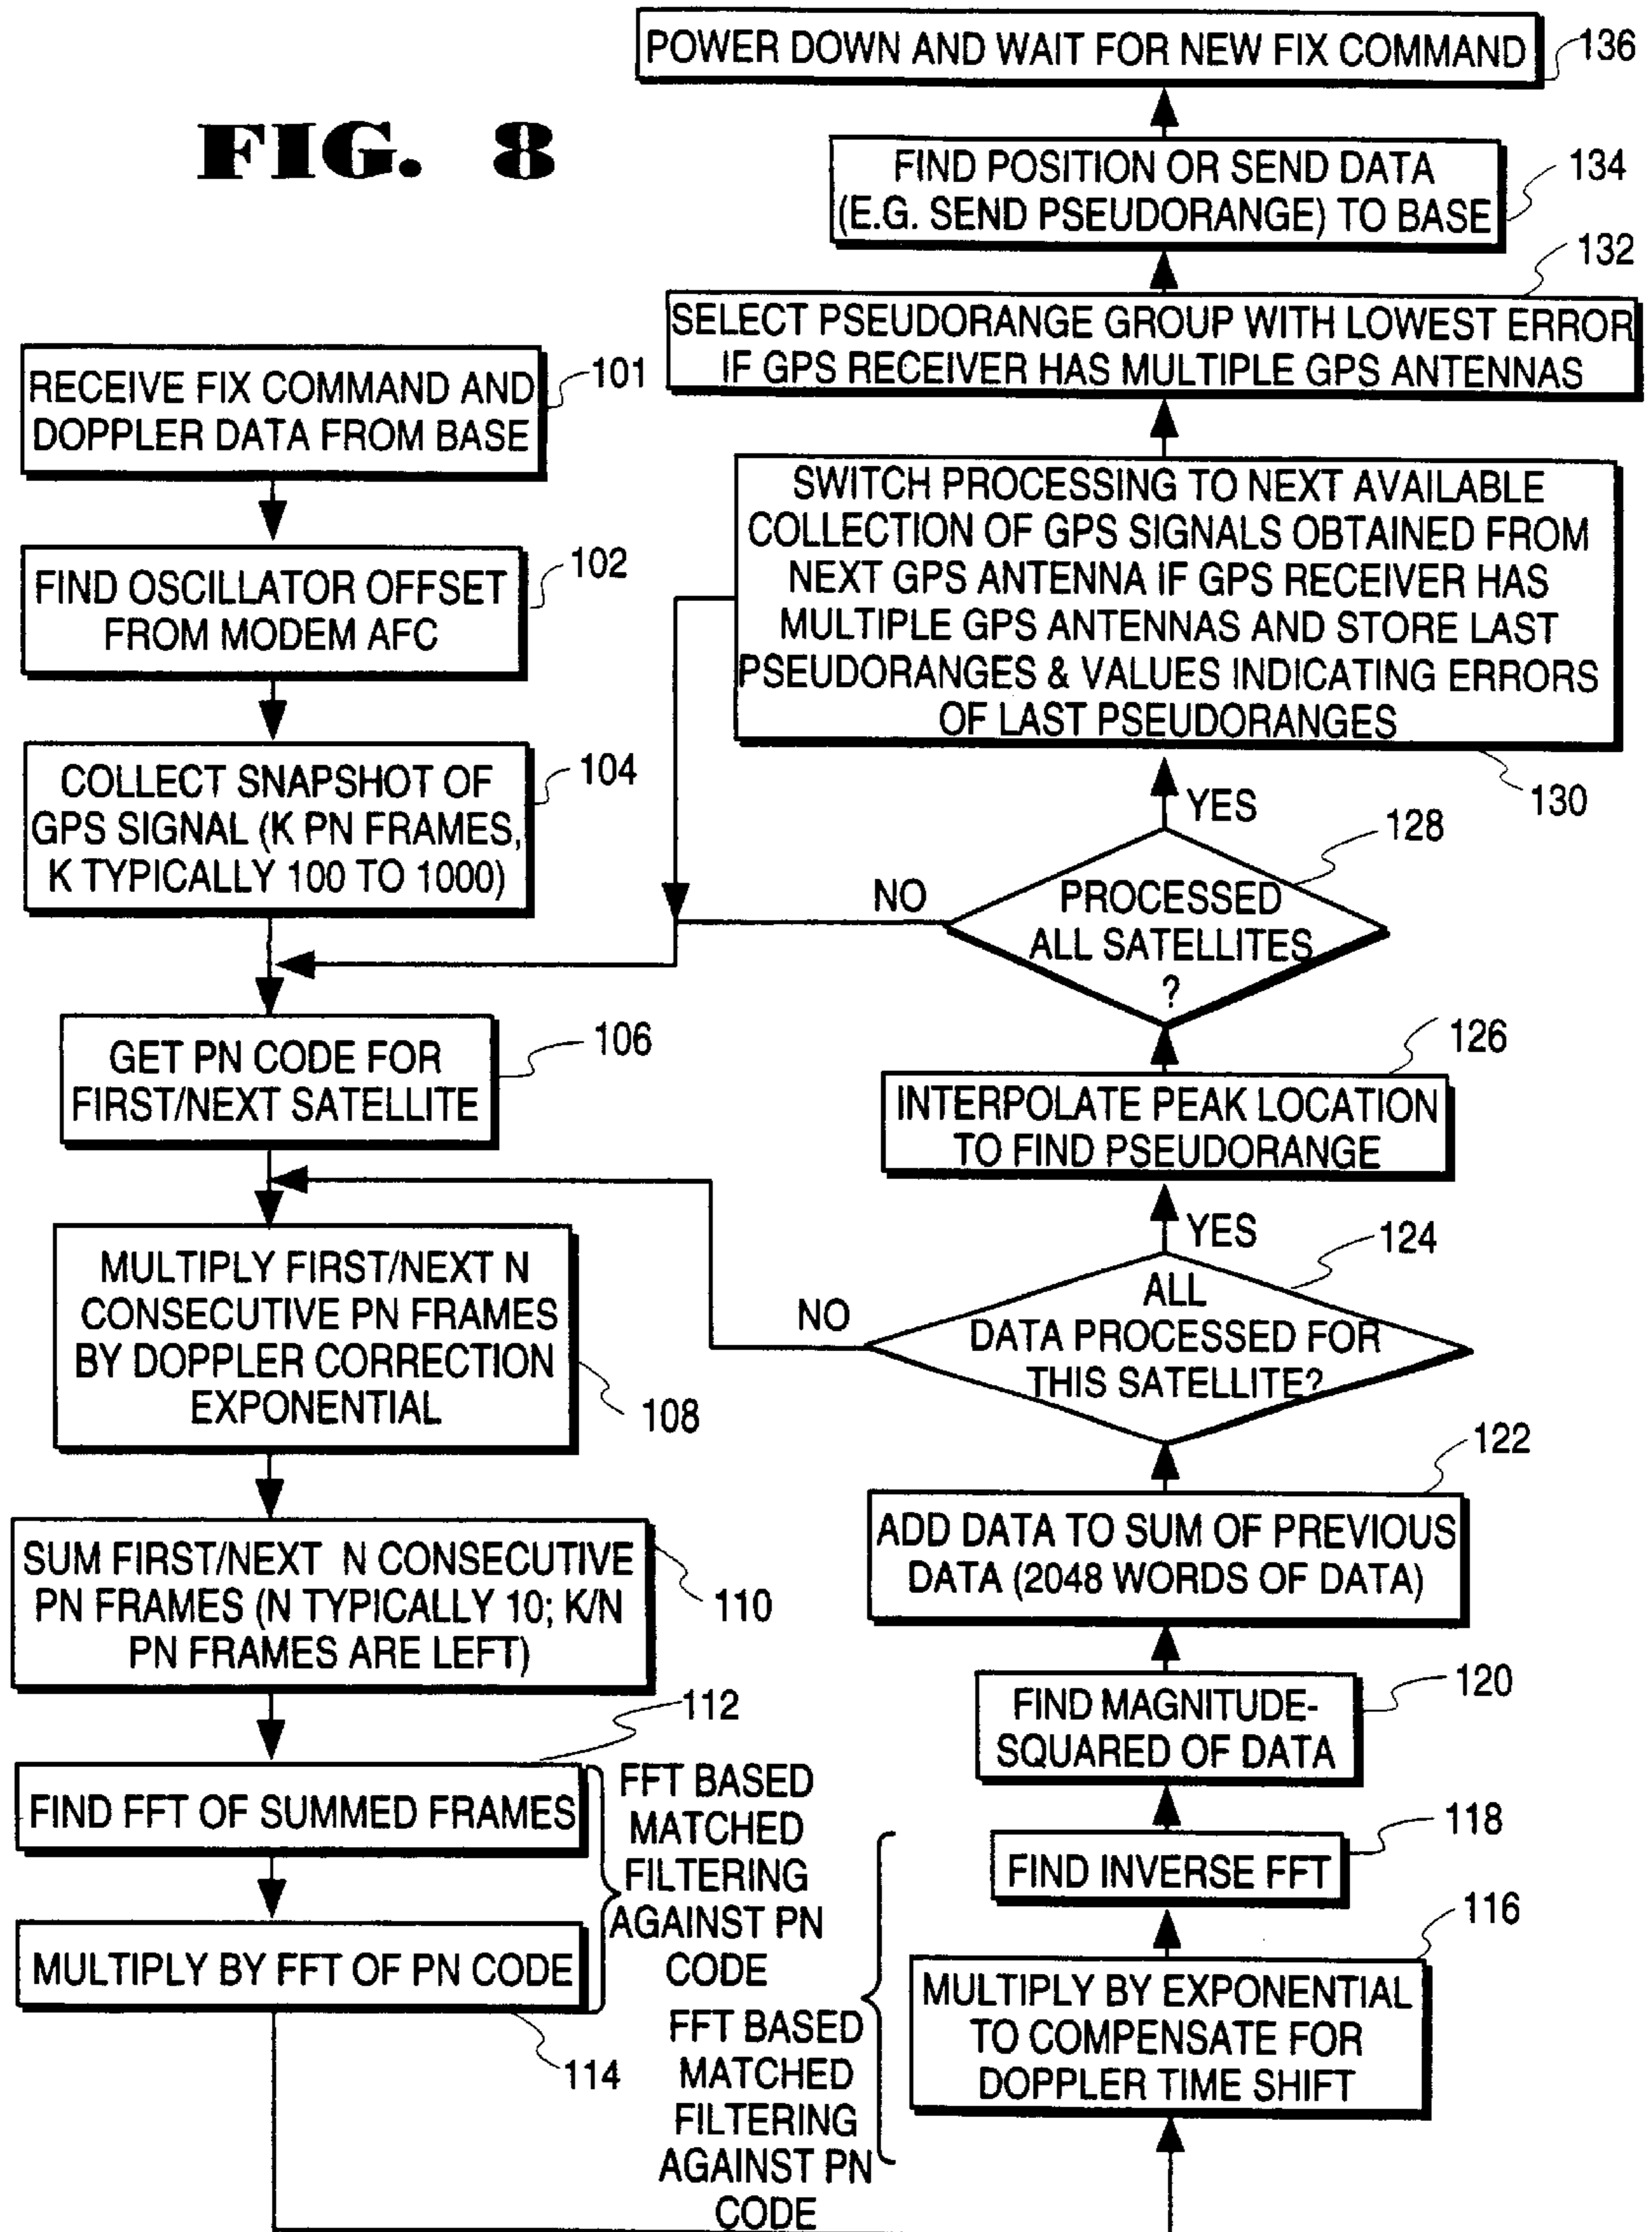 FIG. 8
RECEIVE FIX COMMAND AND
DOPPLER DATA FROM BASE
101
FIND OSCILLATOR OFFSET
FROM MODEM AFC
102
COLLECT SNAPSHOT OF
GPS SIGNAL (K PN FRAMES,
K TYPICALLY 100 TO 1000)
104
GET PN CODE FOR
FIRST/NEXT SATELLITE
106
MULTIPLY FIRST/NEXT N
CONSECUTIVE PN FRAMES
BY DOPPLER CORRECTION
EXPONENTIAL
108
SUM FIRST/NEXT N CONSECUTIVE
PN FRAMES (N TYPICALLY 10; K/N
PN FRAMES ARE LEFT)
110
112
FIND FFT OF SUMMED FRAMES
MULTIPLY BY FFT OF PN CODE
114
FFT BASED
MATCHED
FILTERING
AGAINST PN
CODE
FFT BASED
MATCHED
FILTERING
AGAINST PN
CODE
116
MULTIPLY BY EXPONENTIAL
TO COMPENSATE FOR
DOPPLER TIME SHIFT
118
FIND INVERSE FFT
120
FIND MAGNITUDE-
SQUARED OF DATA
122
ADD DATA TO SUM OF PREVIOUS
DATA (2048 WORDS OF DATA)
124
ALL
DATA PROCESSED FOR
THIS SATELLITE?
NO
YES
126
INTERPOLATE PEAK LOCATION
TO FIND PSEUDORANGE
128
PROCESSED
ALL SATELLITES
?
NO
YES
130
SWITCH PROCESSING TO NEXT AVAILABLE
COLLECTION OF GPS SIGNALS OBTAINED FROM
NEXT GPS ANTENNA IF GPS RECEIVER HAS
MULTIPLE GPS ANTENNAS AND STORE LAST
PSEUDORANGES & VALUES INDICATING ERRORS
OF LAST PSEUDORANGES
132
SELECT PSEUDORANGE GROUP WITH LOWEST ERROR
IF GPS RECEIVER HAS MULTIPLE GPS ANTENNAS
134
FIND POSITION OR SEND DATA
(E.G. SEND PSEUDORANGE) TO BASE
136
POWER DOWN AND WAIT FOR NEW FIX COMMAND